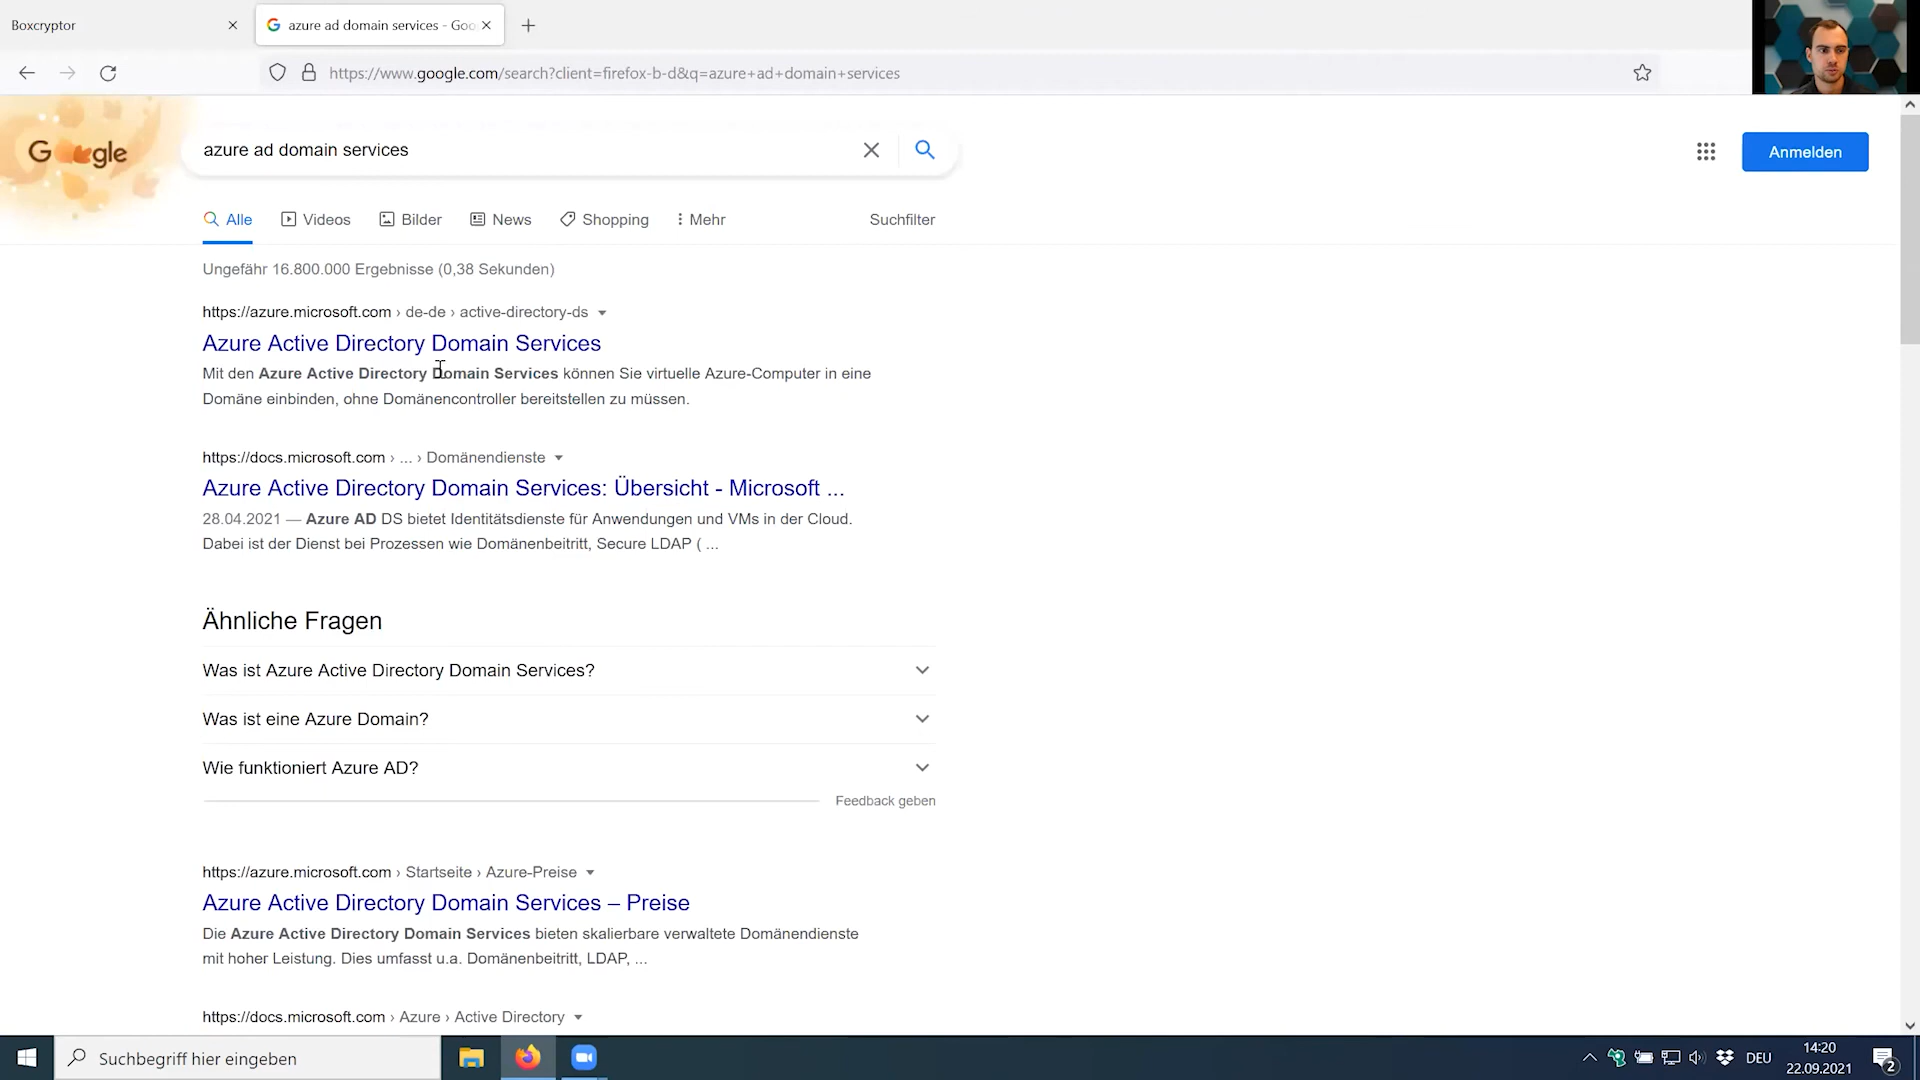 Boxcryptor
azure ad domain services - Goo
https://www.google.com/search?client=firefox-b-d&q=azure+ad+domain+services
Google
azure ad domain services
Anmelden
Alle
Videos
Bilder
News
Shopping
Mehr
Suchfilter
Ungefähr 16.800.000 Ergebnisse (0,38 Sekunden)
https://azure.microsoft.com › de-de › active-directory-ds
Azure Active Directory Domain Services
Mit den Azure Active Directory Domain Services können Sie virtuelle Azure-Computer in eine
Domäne einbinden, ohne Domänencontroller bereitstellen zu müssen.
https://docs.microsoft.com › ... › Domänendienste
Azure Active Directory Domain Services: Übersicht - Microsoft ...
28.04.2021 — Azure AD DS bietet Identitätsdienste für Anwendungen und VMs in der Cloud.
Dabei ist der Dienst bei Prozessen wie Domänenbeitritt, Secure LDAP ( ...
Ähnliche Fragen
Was ist Azure Active Directory Domain Services?
Was ist eine Azure Domain?
Wie funktioniert Azure AD?
Feedback geben
https://azure.microsoft.com › Startseite › Azure-Preise
Azure Active Directory Domain Services – Preise
Die Azure Active Directory Domain Services bieten skalierbare verwaltete Domänendienste
mit hoher Leistung. Dies umfasst u.a. Domänenbeitritt, LDAP, ...
https://docs.microsoft.com › Azure › Active Directory
Suchbegriff hier eingeben
DEU
14:20
22.09.2021
2